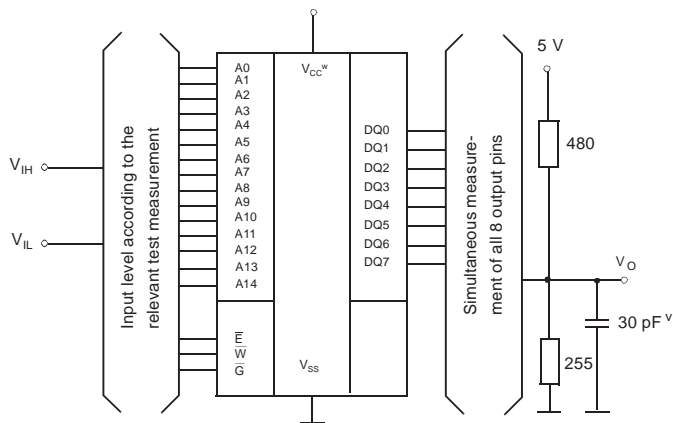 V_IH
V_IL
Input level according to the
relevant test measurement
A0
A1
A2
A3
A4
A5
A6
A7
A8
A9
A10
A11
A12
A13
A14
E̅
W̅
G̅
V_CC^w
V_SS
DQ0
DQ1
DQ2
DQ3
DQ4
DQ5
DQ6
DQ7
Simultaneous measure-
ment of all 8 output pins
5 V
480
V_O
30 pF^v
255